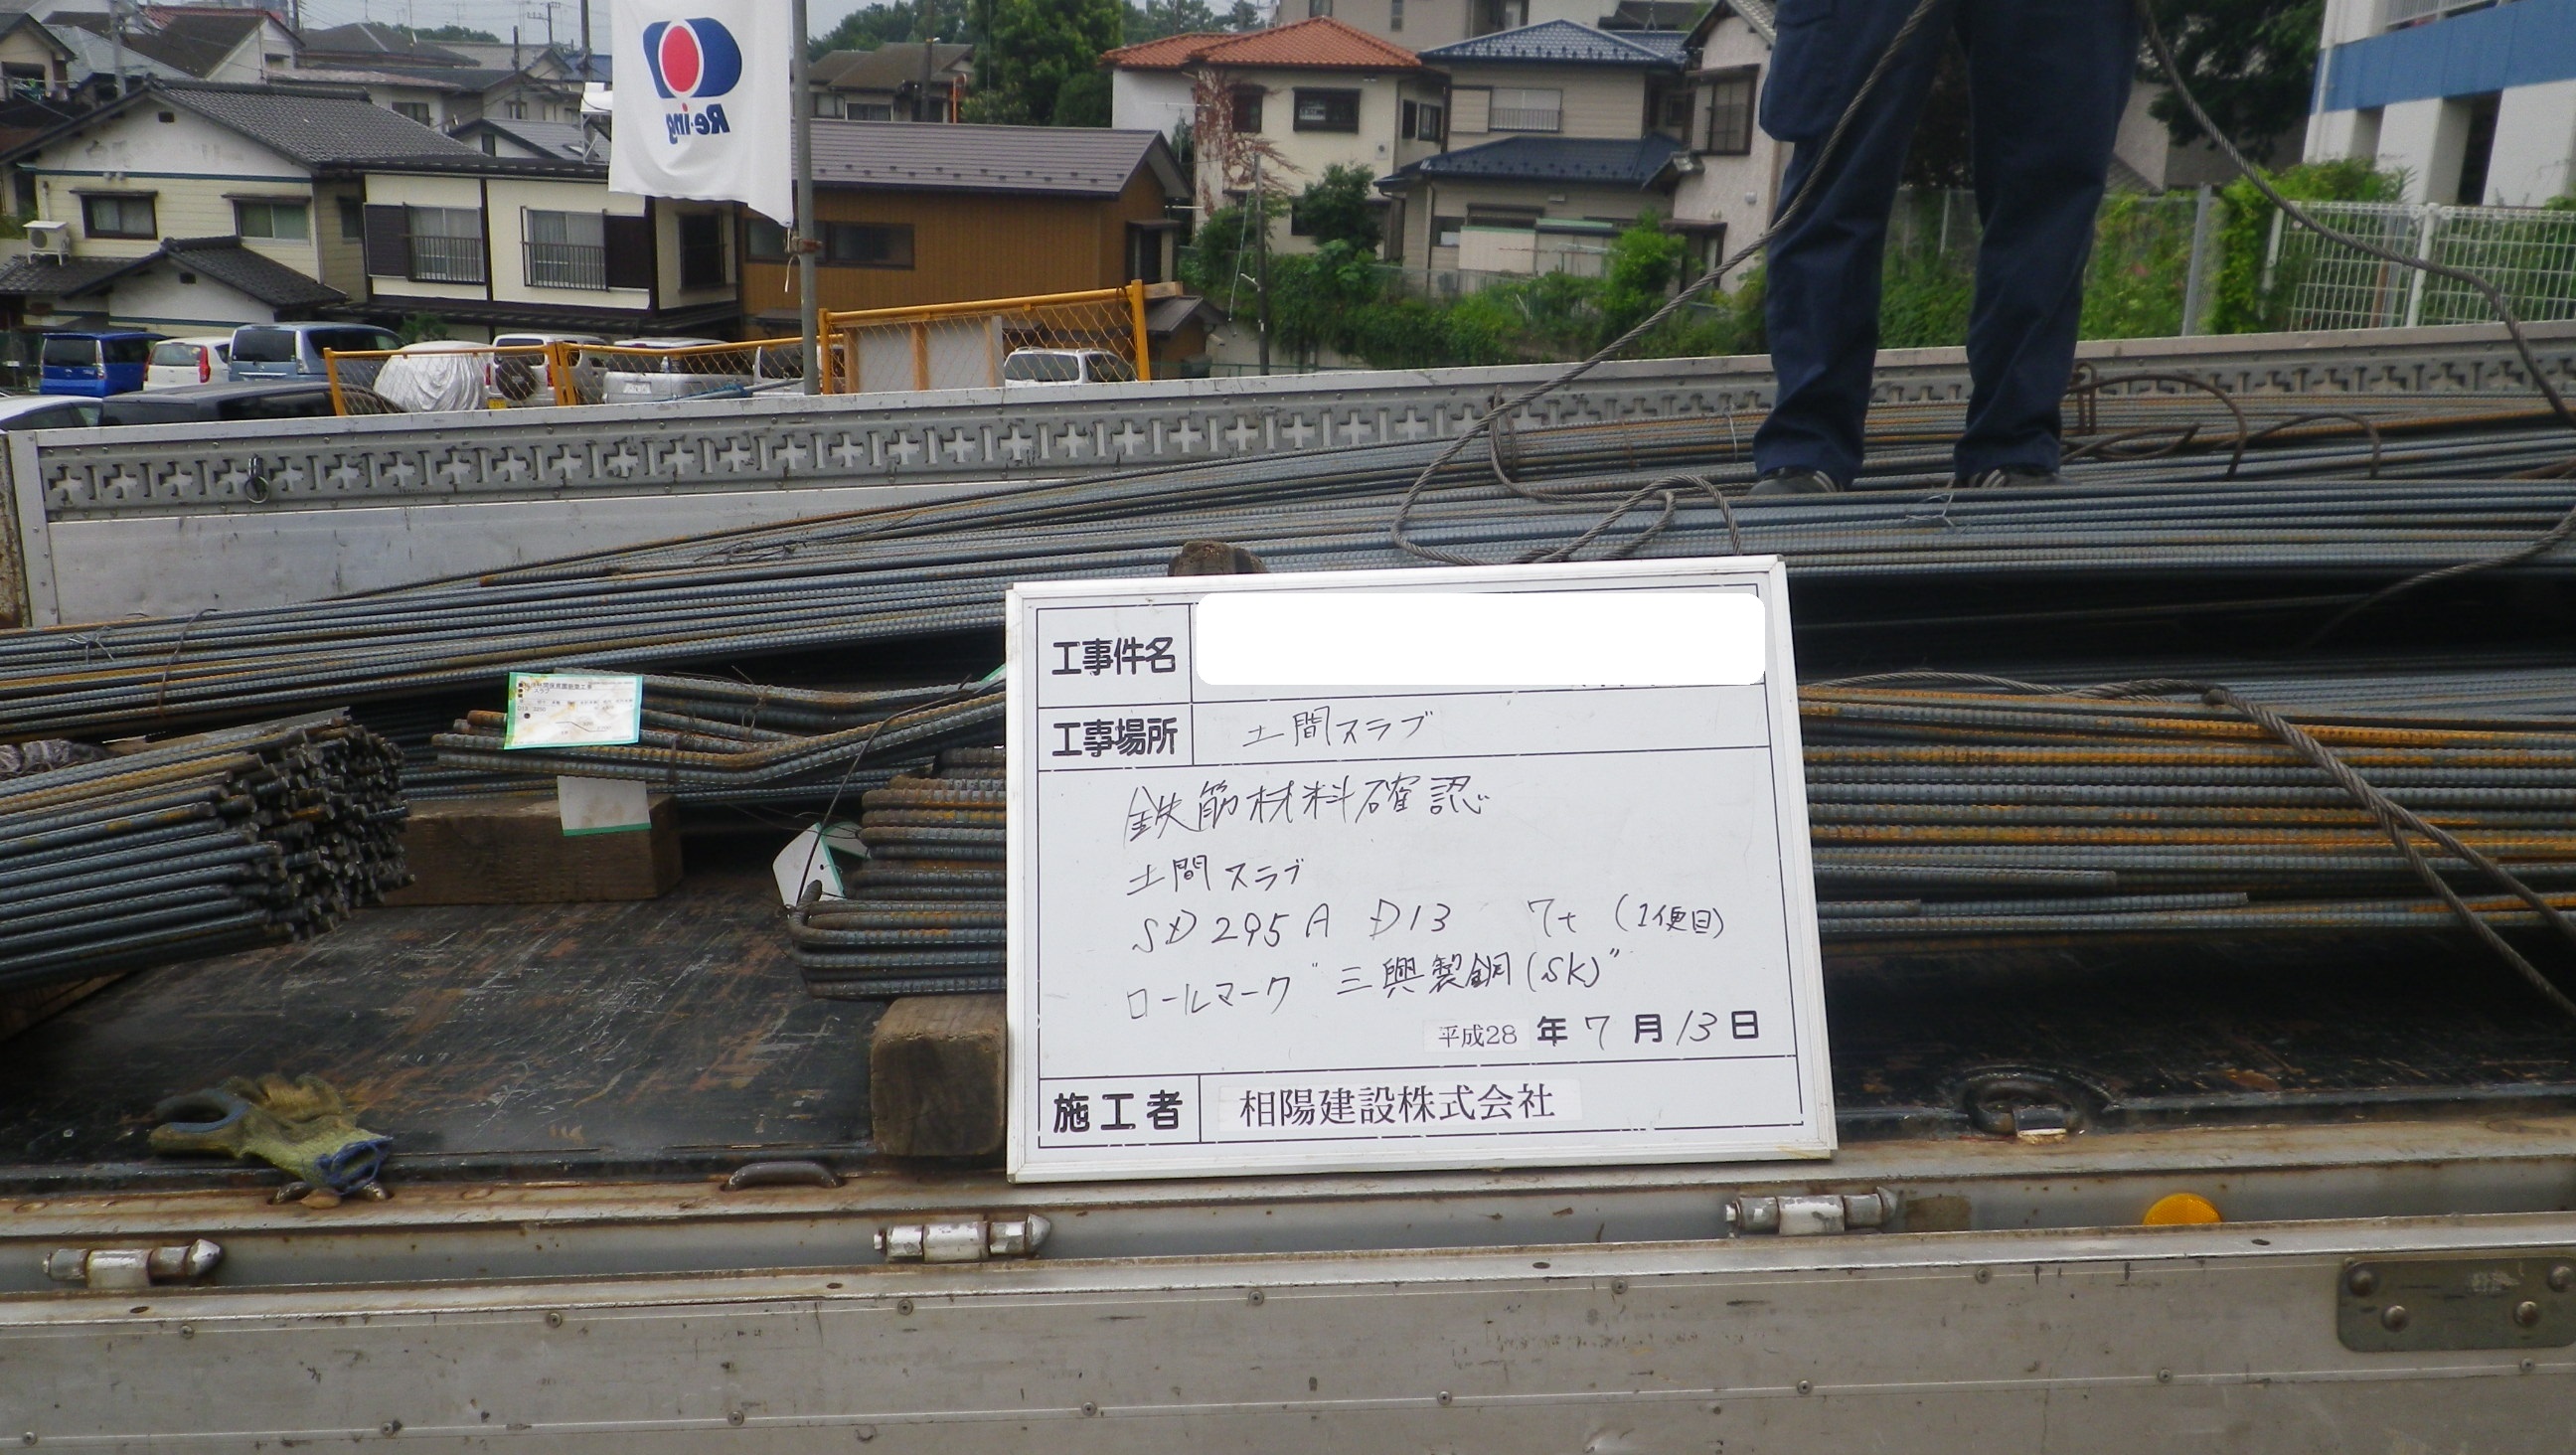 Re-ing
工事件名
工事場所 土間スラブ
鉄筋材料確認
土間スラブ
SD295A D13 7t (1便目)
ロールマーク "三興製鋼(SK)"
平成28 年 7 月 13 日
施工者 相陽建設株式会社